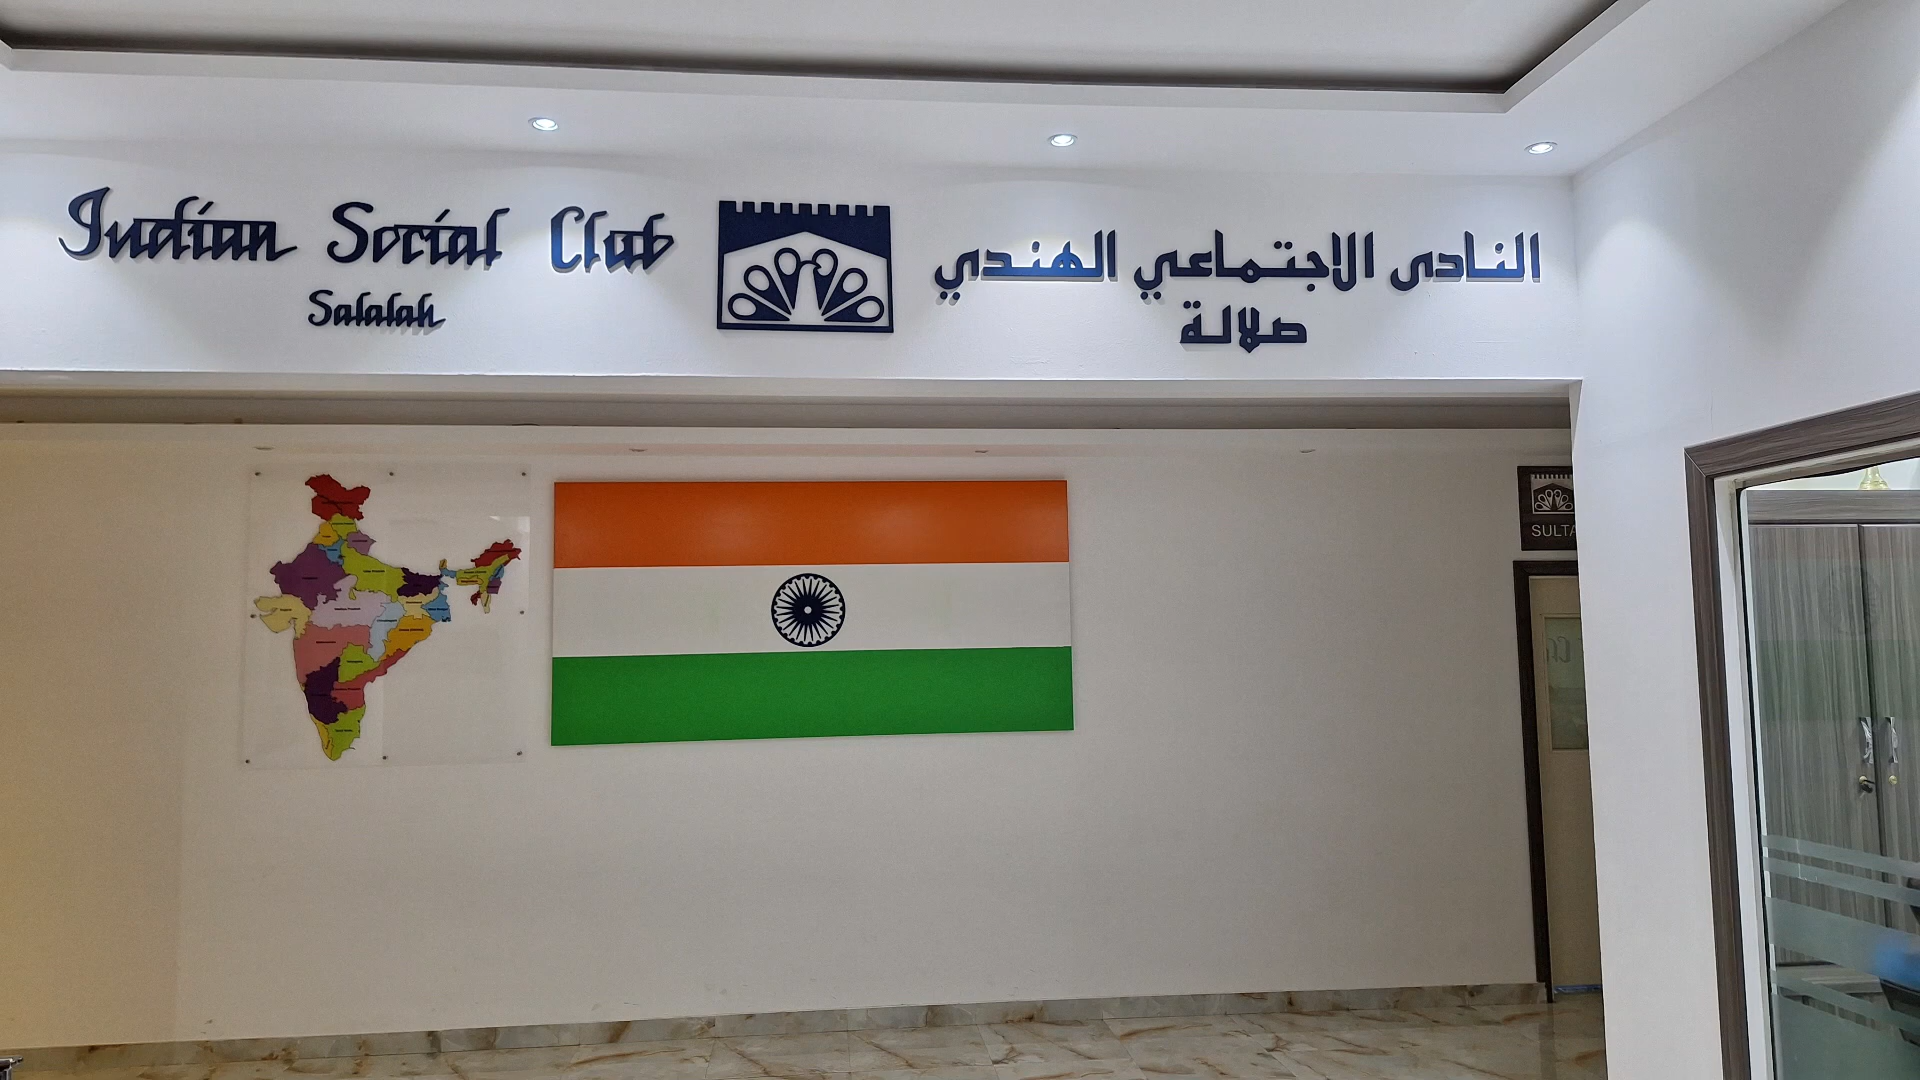 Indian Social Club
Salalah
النادى الاجتماعي الهندي
صلالة
SULTA